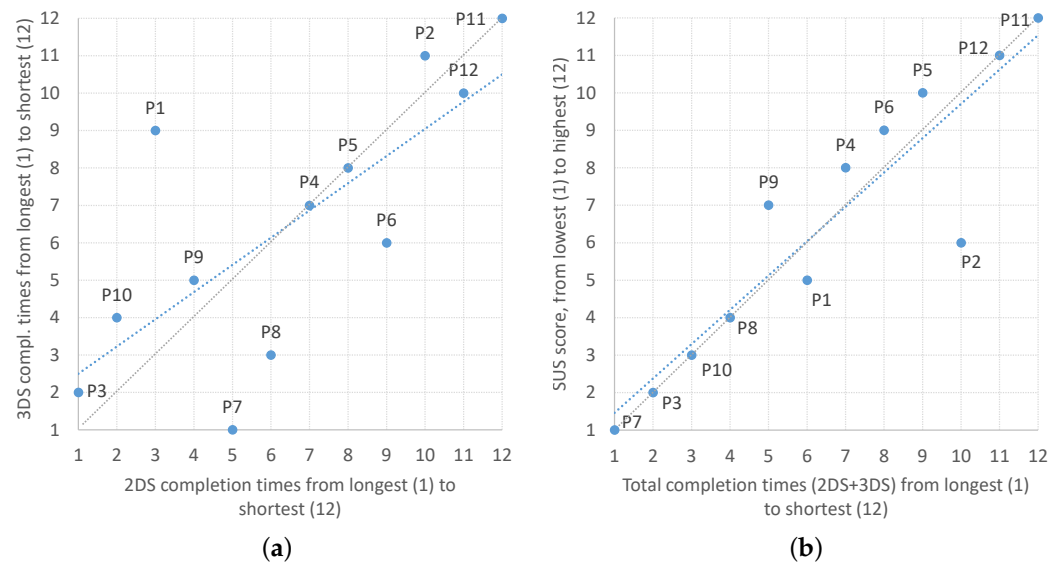 3DS compl. times from longest (1) to shortest (12)
12
11
10
9
8
7
6
5
4
3
2
1
P11
P2
P12
P1
P5
P4
P6
P9
P10
P8
P3
P7
1 2 3 4 5 6 7 8 9 10 11 12
2DS completion times from longest (1) to
shortest (12)
(a)
SUS score, from lowest (1) to highest (12)
12
11
10
9
8
7
6
5
4
3
2
1
P11
P12
P5
P6
P4
P9
P2
P1
P8
P10
P3
P7
1 2 3 4 5 6 7 8 9 10 11 12
Total completion times (2DS+3DS) from longest (1)
to shortest (12)
(b)